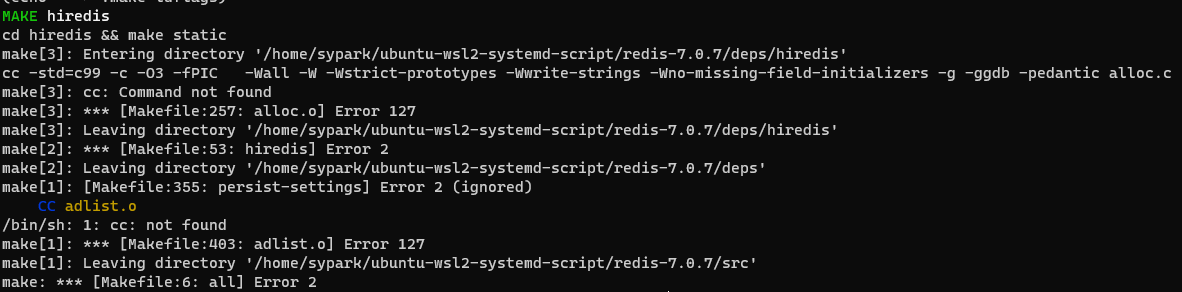 MAKE hiredis
cd hiredis && make static
make[3]: Entering directory '/home/sypark/ubuntu-wsl2-systemd-script/redis-7.0.7/deps/hiredis'
cc -std=c99 -c -O3 -fPIC   -Wall -W -Wstrict-prototypes -Wwrite-strings -Wno-missing-field-initializers -g -ggdb -pedantic alloc.c
make[3]: cc: Command not found
make[3]: *** [Makefile:257: alloc.o] Error 127
make[3]: Leaving directory '/home/sypark/ubuntu-wsl2-systemd-script/redis-7.0.7/deps/hiredis'
make[2]: *** [Makefile:53: hiredis] Error 2
make[2]: Leaving directory '/home/sypark/ubuntu-wsl2-systemd-script/redis-7.0.7/deps'
make[1]: [Makefile:355: persist-settings] Error 2 (ignored)
    CC adlist.o
/bin/sh: 1: cc: not found
make[1]: *** [Makefile:403: adlist.o] Error 127
make[1]: Leaving directory '/home/sypark/ubuntu-wsl2-systemd-script/redis-7.0.7/src'
make: *** [Makefile:6: all] Error 2